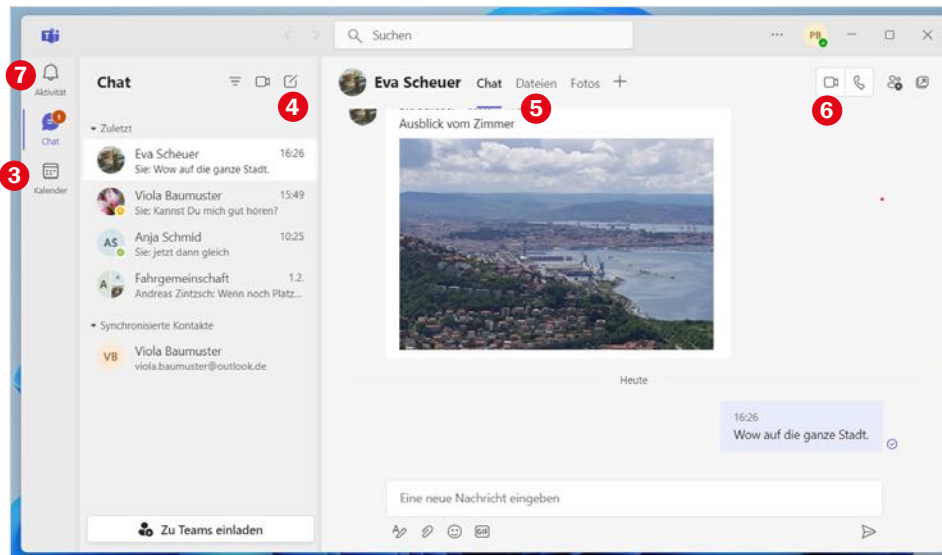 Suchen
PB
7
Aktivität
1
Chat
3
Kalender
Chat
4
Zuletzt
Eva Scheuer 16:26
Sie: Wow auf die ganze Stadt.
Viola Baumuster 15:49
Sie: Kannst Du mich gut hören?
AS
Anja Schmid 10:25
Sie: jetzt dann gleich
A
Fahrgemeinschaft 1.2.
Andreas Zintzsch: Wenn noch Platz...
Synchronisierte Kontakte
VB
Viola Baumuster
viola.baumuster@outlook.de
Zu Teams einladen
Eva Scheuer Chat Dateien Fotos
5
6
Ausblick vom Zimmer
Heute
16:26
Wow auf die ganze Stadt.
Eine neue Nachricht eingeben
GIF